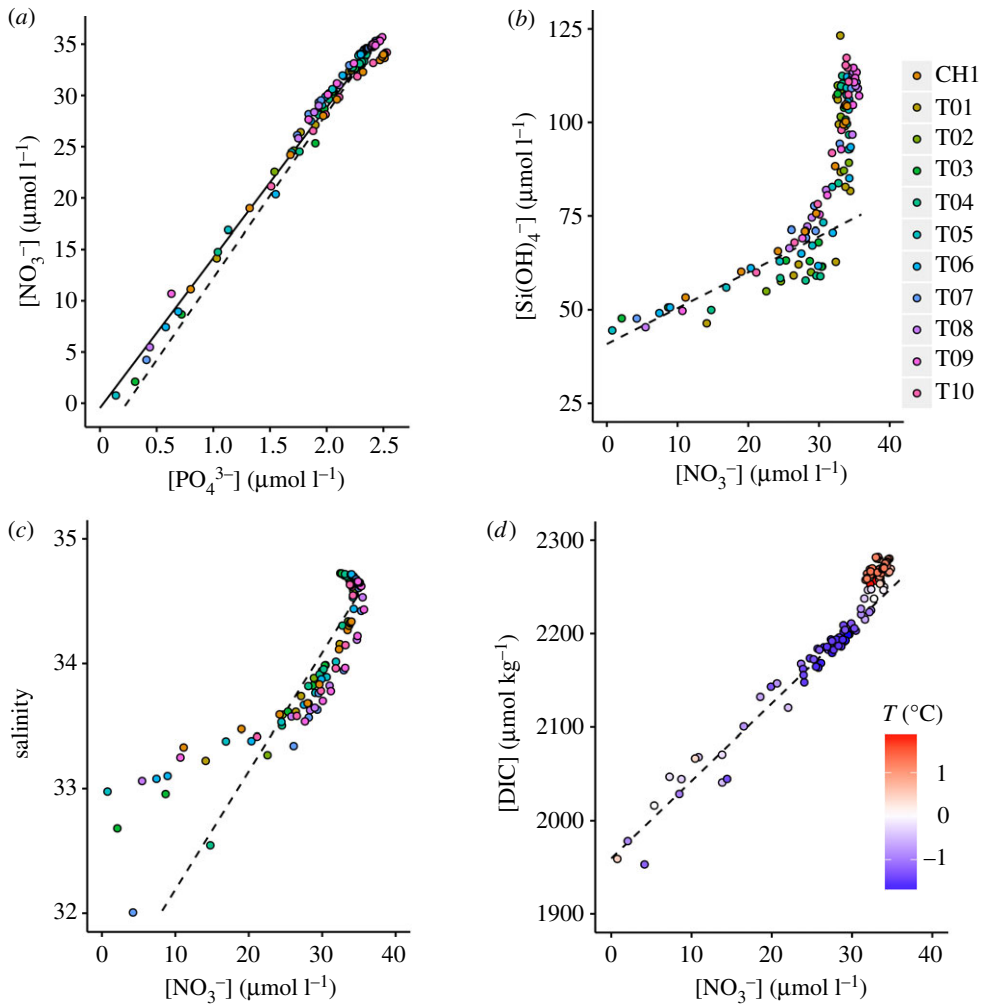 (a)
35
30
25
20
15
10
5
0
[NO₃⁻] (µmol l⁻¹)
0 0.5 1.0 1.5 2.0 2.5
[PO₄³⁻] (µmol l⁻¹)
(b)
125
100
75
50
25
[Si(OH)₄⁻] (µmol l⁻¹)
0 10 20 30 40
[NO₃⁻] (µmol l⁻¹)
CH1
T01
T02
T03
T04
T05
T06
T07
T08
T09
T10
(c)
35
34
33
32
salinity
0 10 20 30 40
[NO₃⁻] (µmol l⁻¹)
(d)
2300
2200
2100
2000
1900
[DIC] (µmol kg⁻¹)
0 10 20 30 40
[NO₃⁻] (µmol l⁻¹)
T (°C)
1
0
−1